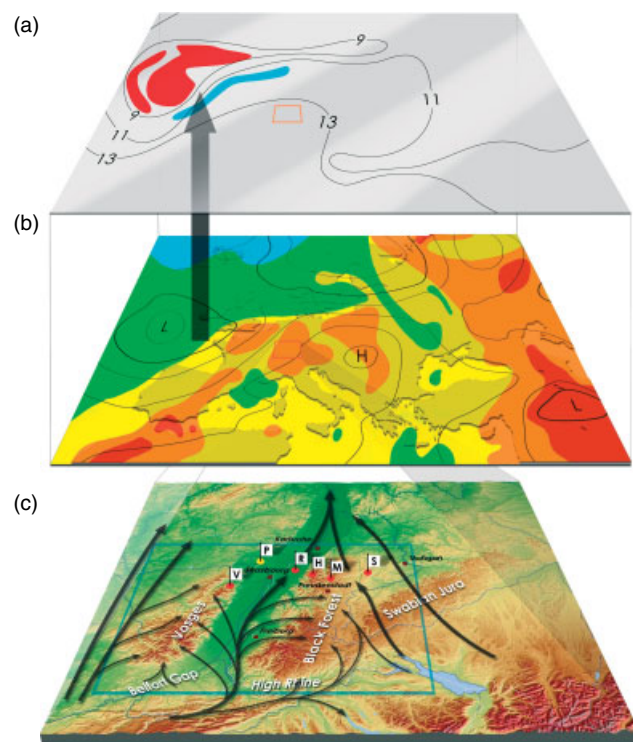 (a)
9
9
11
11
13
13
(b)
L
H
L
(c)
Karlsruhe
P
R
H
M
S
Stuttgart
V
Strasbourg
Freudenstadt
Vosges
Black Forest
Swabian Jura
Freiburg
Belfort Gap
High Rhine